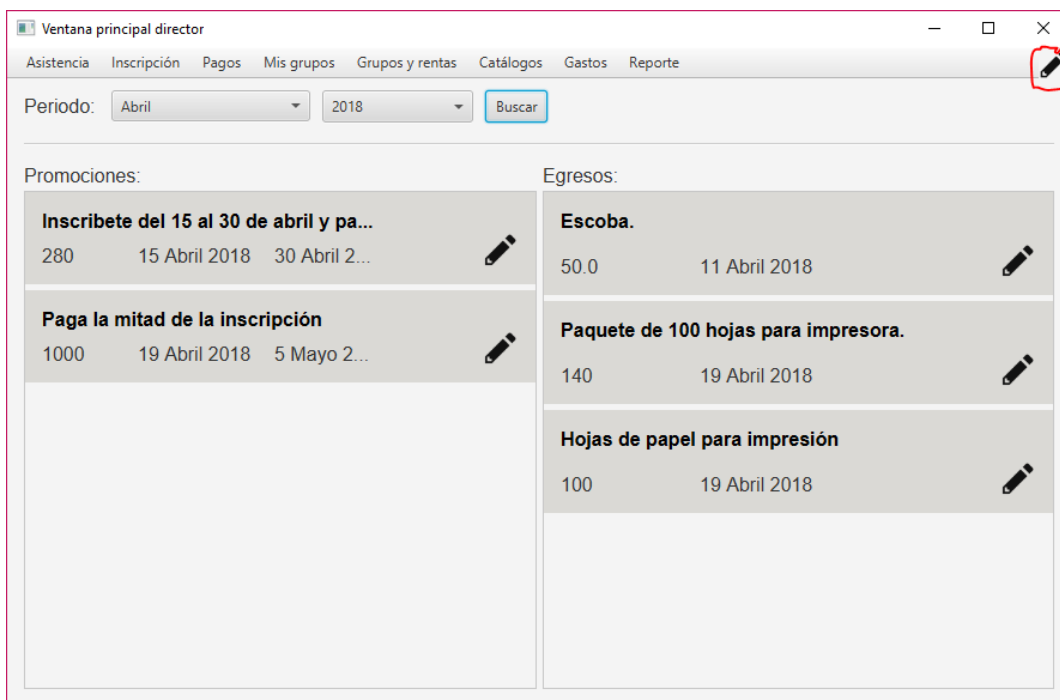 Ventana principal director
Asistencia Inscripción Pagos Mis grupos Grupos y rentas Catálogos Gastos Reporte
Periodo: Abril 2018 Buscar
Promociones:
Inscribete del 15 al 30 de abril y pa...
280 15 Abril 2018 30 Abril 2...
Paga la mitad de la inscripción
1000 19 Abril 2018 5 Mayo 2...
Egresos:
Escoba.
50.0 11 Abril 2018
Paquete de 100 hojas para impresora.
140 19 Abril 2018
Hojas de papel para impresión
100 19 Abril 2018